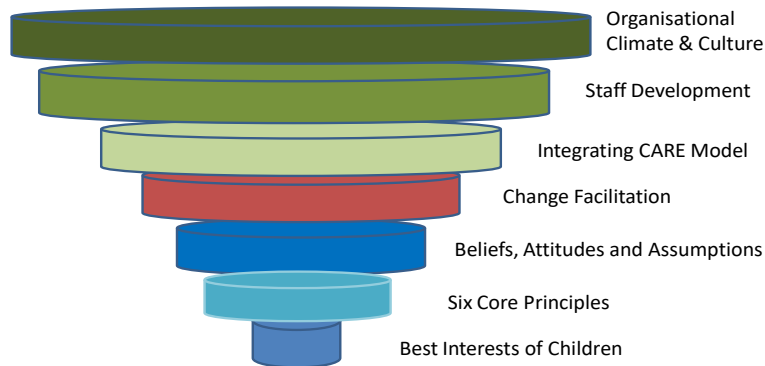 Organisational
Climate & Culture
Staff Development
Integrating CARE Model
Change Facilitation
Beliefs, Attitudes and Assumptions
Six Core Principles
Best Interests of Children